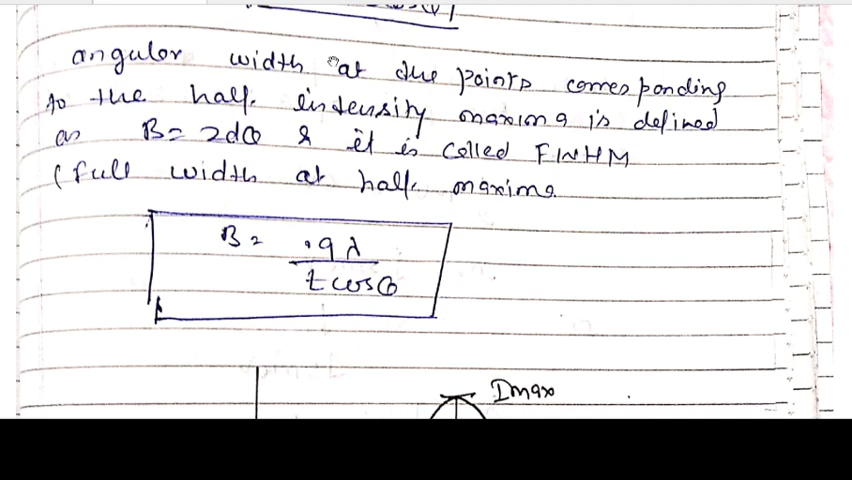 angular width at the points corresponding
to the half intensity maxima is defined
as B = 2dθ & it is called FWHM
(full width at half maxima
B = .9λ / t cosθ
Imax